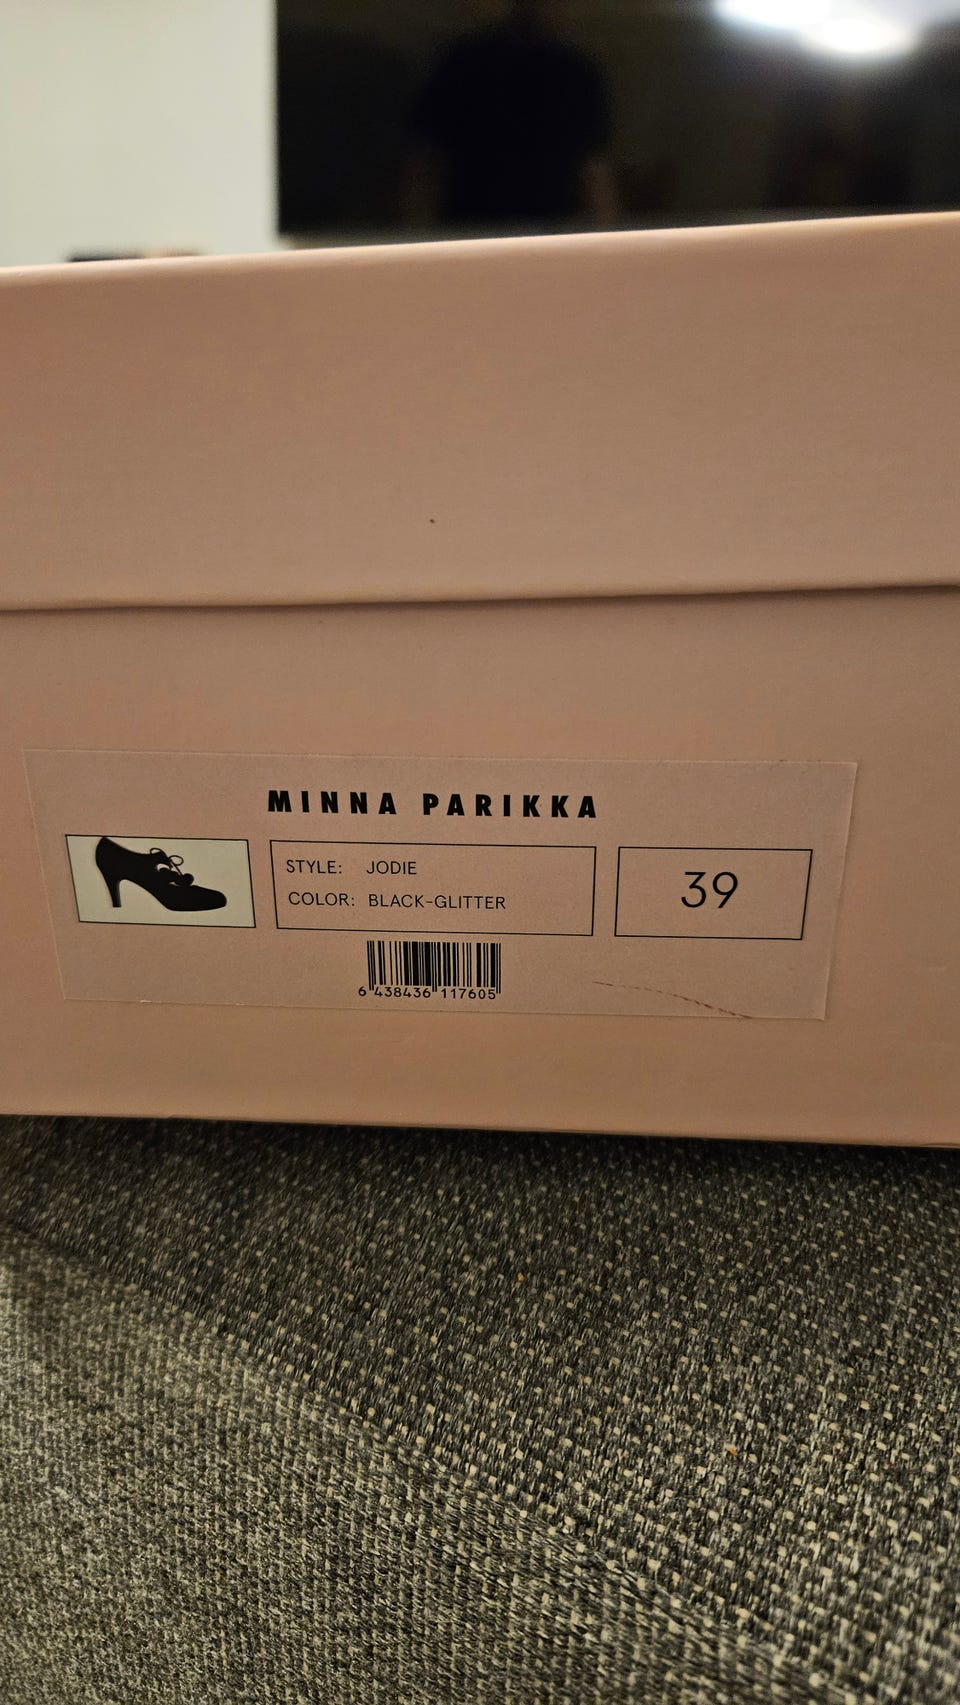 MINNA PARIKKA
STYLE: JODIE
COLOR: BLACK-GLITTER
39
6 438436 117605